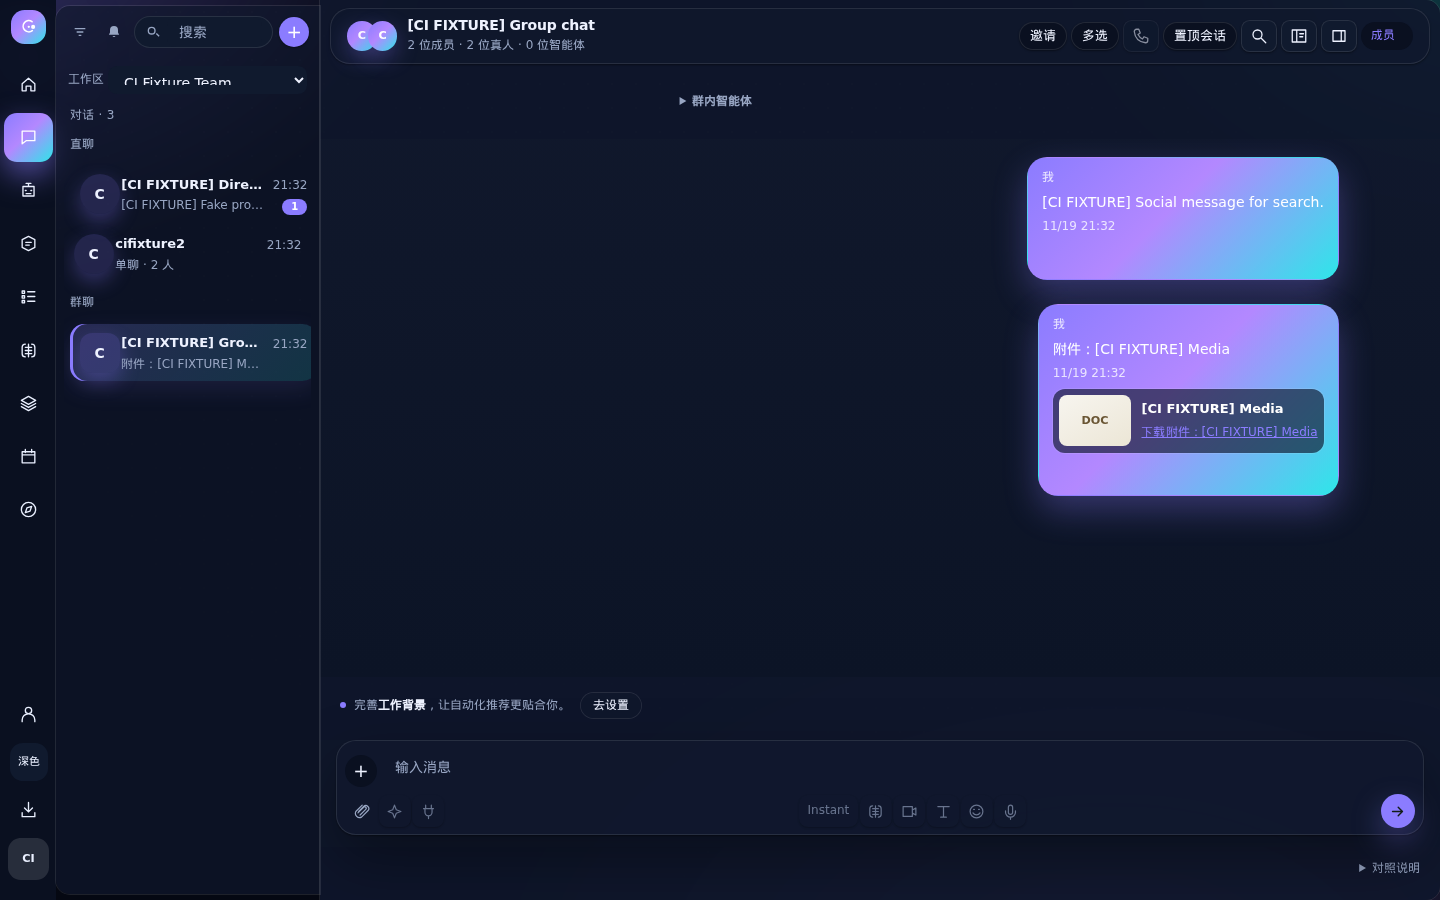 搜索
工作区
CI Fixture Team
对话 · 3
直聊
C
[CI FIXTURE] Dire...
21:32
[CI FIXTURE] Fake pro...
1
C
cifixture2
21:32
单聊 · 2 人
群聊
C
[CI FIXTURE] Gro...
21:32
附件：[CI FIXTURE] M...
深色
CI
C C
[CI FIXTURE] Group chat
2 位成员 · 2 位真人 · 0 位智能体
邀请
多选
置顶会话
成员
▶ 群内智能体
我
[CI FIXTURE] Social message for search.
11/19 21:32
我
附件：[CI FIXTURE] Media
11/19 21:32
DOC
[CI FIXTURE] Media
下载附件：[CI FIXTURE] Media
完善工作背景，让自动化推荐更贴合你。
去设置
输入消息
Instant
▶ 对照说明